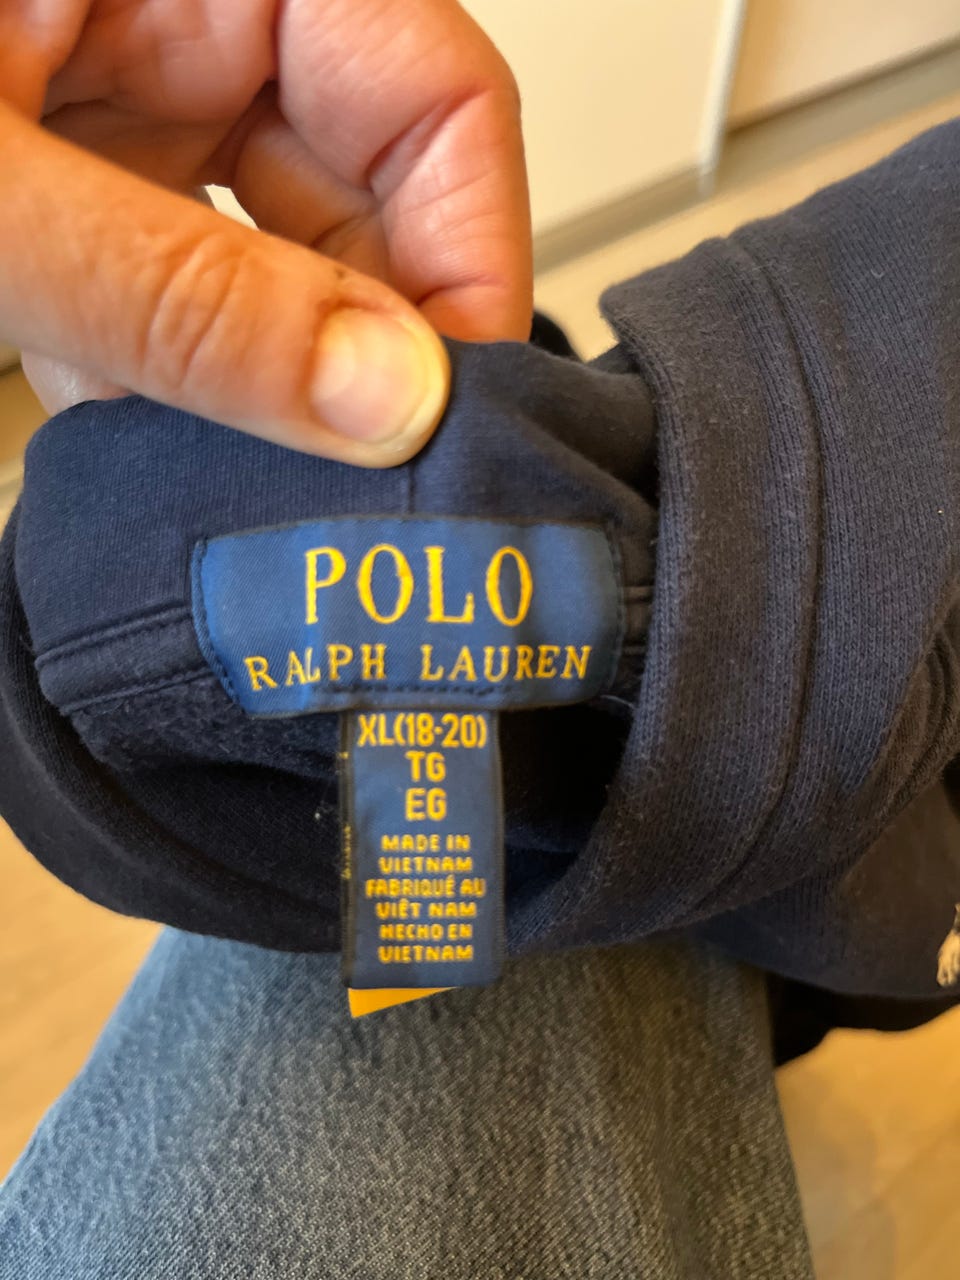 POLO
RALPH LAUREN
XL(18-20)
TG
EG
MADE IN
VIETNAM
FABRIQUÉ AU
VIÊT NAM
HECHO EN
VIETNAM